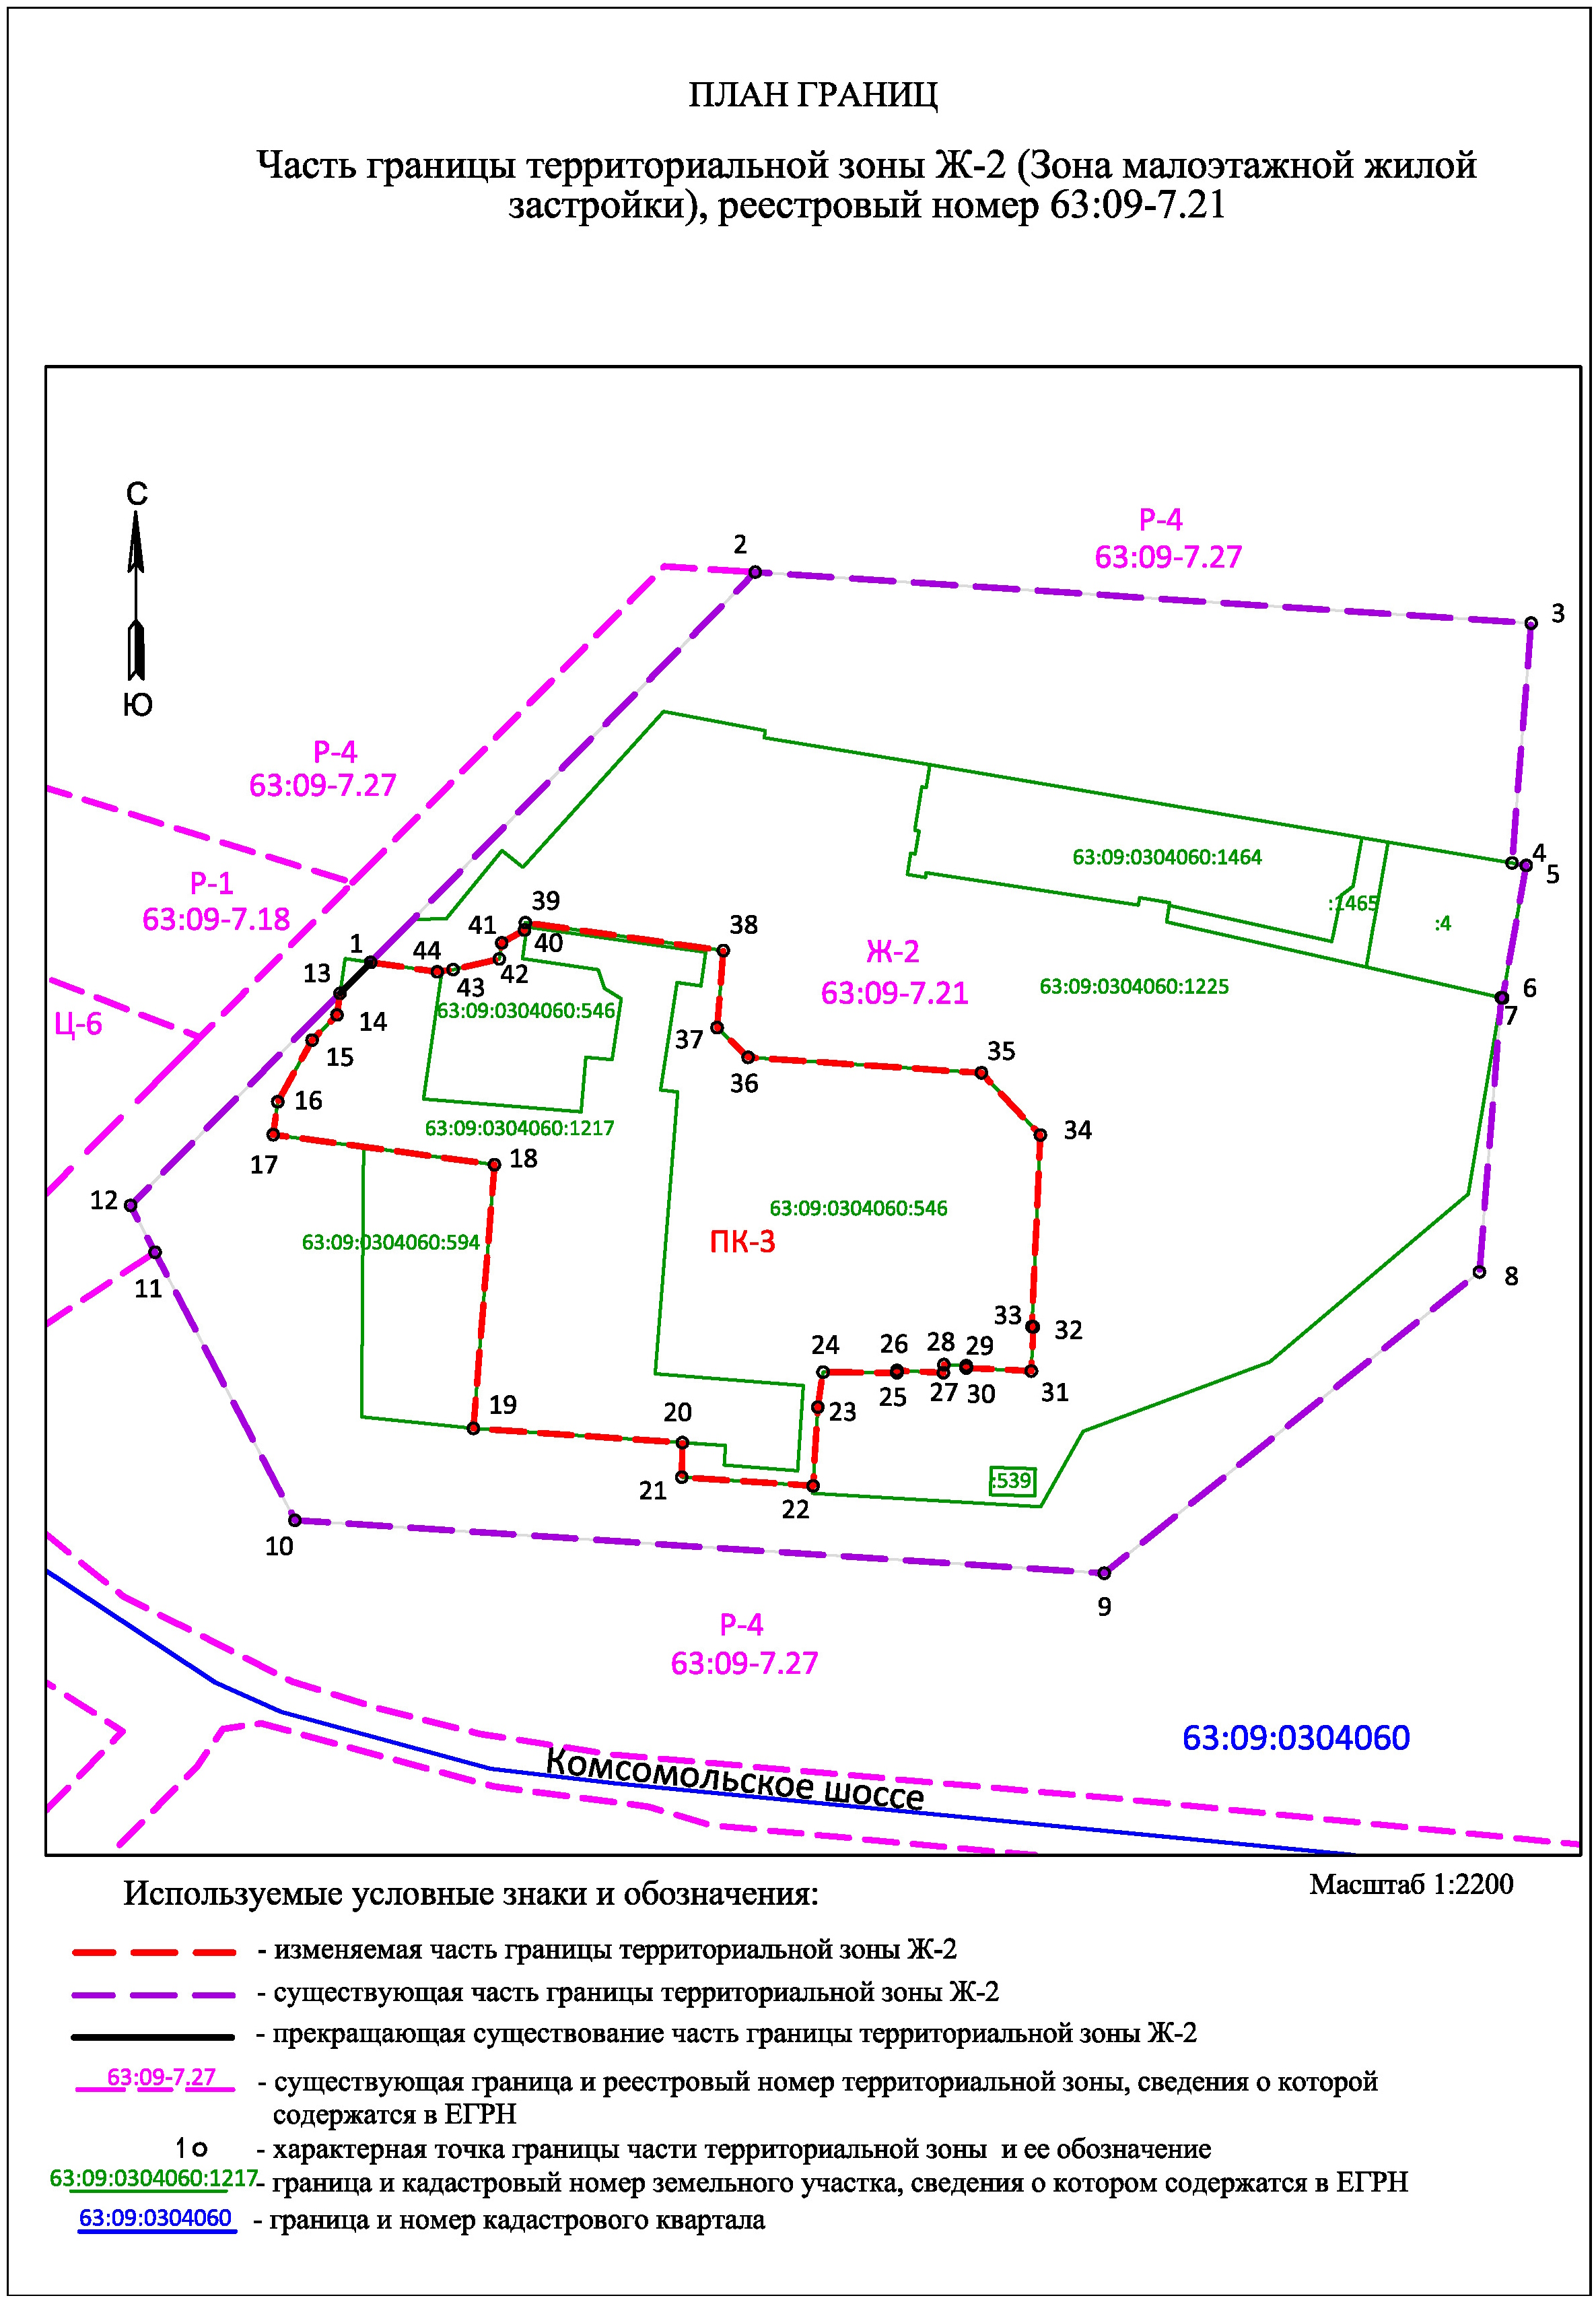 ПЛАН ГРАНИЦ
Часть границы территориальной зоны Ж-2 (Зона малоэтажной жилой
застройки), реестровый номер 63:09-7.21
С
Ю
Р-4
63:09-7.27
2
3
Р-4
63:09-7.27
4
5
63:09:0304060:1464
:1465
:4
Р-1
63:09-7.18
39
41
40
38
1
44
42
43
13
Ж-2
63:09-7.21
63:09:0304060:1225
6
7
Ц-6
14
63:09:0304060:546
15
37
36
35
16
63:09:0304060:1217
34
17
18
12
63:09:0304060:546
63:09:0304060:594
ПК-3
11
8
33
32
24
26
28
29
25
27
30
31
19
20
23
21
22
:539
10
9
Р-4
63:09-7.27
63:09:0304060
Комсомольское шоссе
Используемые условные знаки и обозначения:
Масштаб 1:2200
- изменяемая часть границы территориальной зоны Ж-2
- существующая часть границы территориальной зоны Ж-2
- прекращающая существование часть границы территориальной зоны Ж-2
63:09-7.27 - существующая граница и реестровый номер территориальной зоны, сведения о которой
содержатся в ЕГРН
1 - характерная точка границы части территориальной зоны и ее обозначение
63:09:0304060:1217 - граница и кадастровый номер земельного участка, сведения о котором содержатся в ЕГРН
63:09:0304060 - граница и номер кадастрового квартала